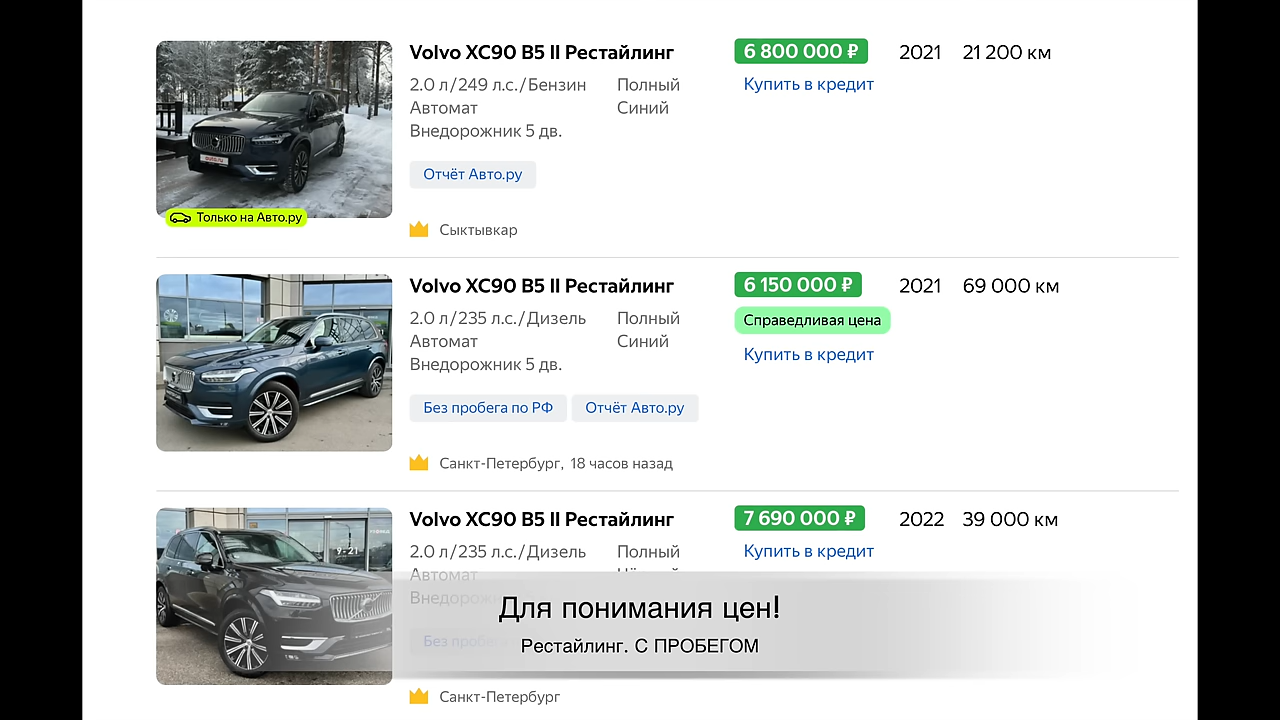 Volvo XC90 B5 II Рестайлинг
6 800 000 ₽
2021
21 200 км
2.0 л/249 л.с./Бензин
Полный
Купить в кредит
Автомат
Синий
Внедорожник 5 дв.
Отчёт Авто.ру
auto.ru
Только на Авто.ру
Сыктывкар
Volvo XC90 B5 II Рестайлинг
6 150 000 ₽
2021
69 000 км
2.0 л/235 л.с./Дизель
Полный
Справедливая цена
Автомат
Синий
Купить в кредит
Внедорожник 5 дв.
Без пробега по РФ
Отчёт Авто.ру
Санкт-Петербург, 18 часов назад
Volvo XC90 B5 II Рестайлинг
7 690 000 ₽
2022
39 000 км
2.0 л/235 л.с./Дизель
Полный
Купить в кредит
9-21
Автомат
Для понимания цен!
Рестайлинг. С ПРОБЕГОМ
Санкт-Петербург